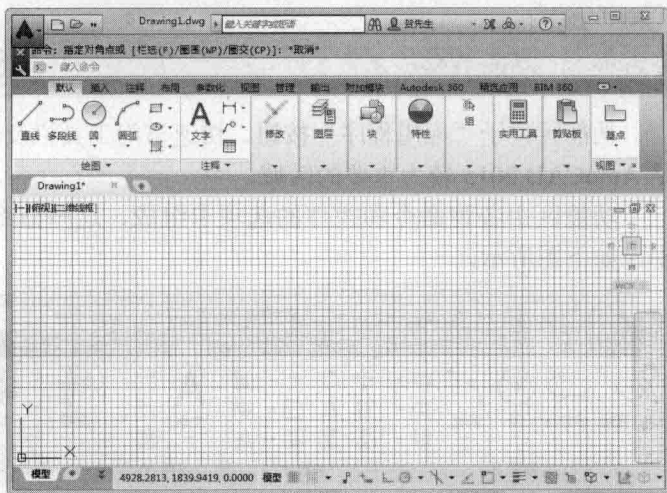 Drawing1.dwg 键入关键字或短语 贺先生
命令: 指定对角点或 [栏选(F)/圈围(WP)/圈交(CP)]: *取消*
键入命令
默认 插入 注释 布局 参数化 视图 管理 输出 附加模块 Autodesk 360 精选应用 BIM 360
直线 多段线 圆 圆弧 文字 修改 图层 块 特性 组 实用工具 剪贴板 基点
绘图 注释 视图
Drawing1*
[-][俯视][二维线框]
WCS
Y
X
模型 4928.2813, 1839.9419, 0.0000 模型